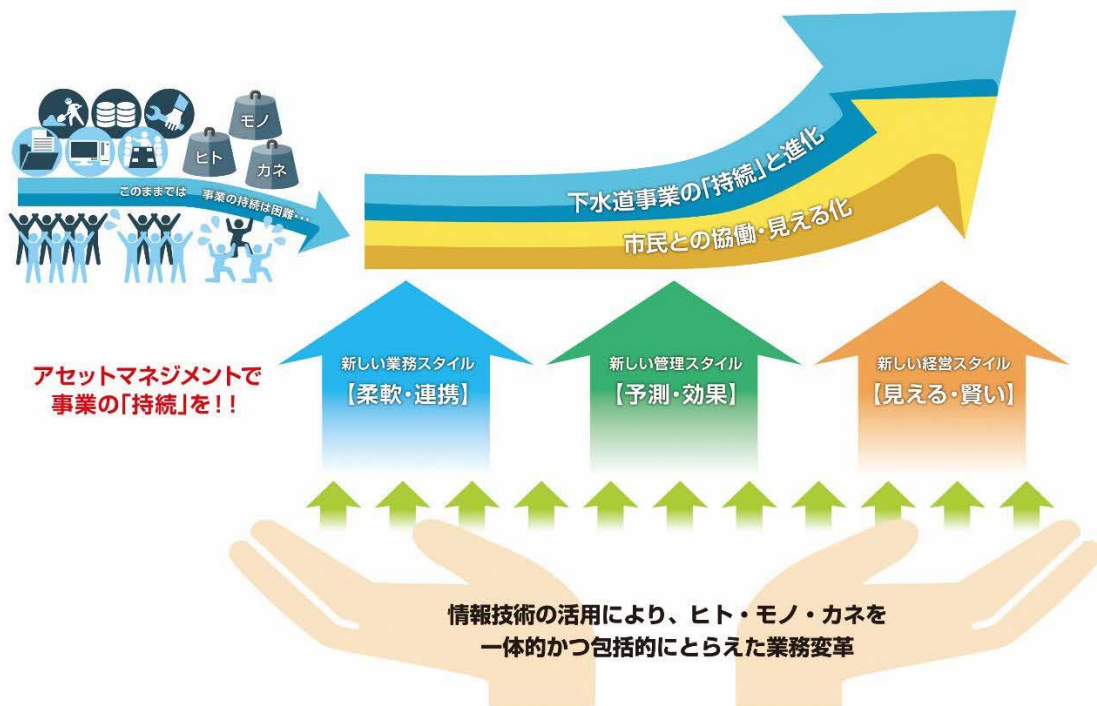 モノ
ヒト
カネ
このままでは 事業の持続は困難…
下水道事業の「持続」と進化
市民との協働・見える化
アセットマネジメントで
事業の「持続」を!!
新しい業務スタイル
【柔軟・連携】
新しい管理スタイル
【予測・効果】
新しい経営スタイル
【見える・賢い】
情報技術の活用により、ヒト・モノ・カネを
一体的かつ包括的にとらえた業務変革